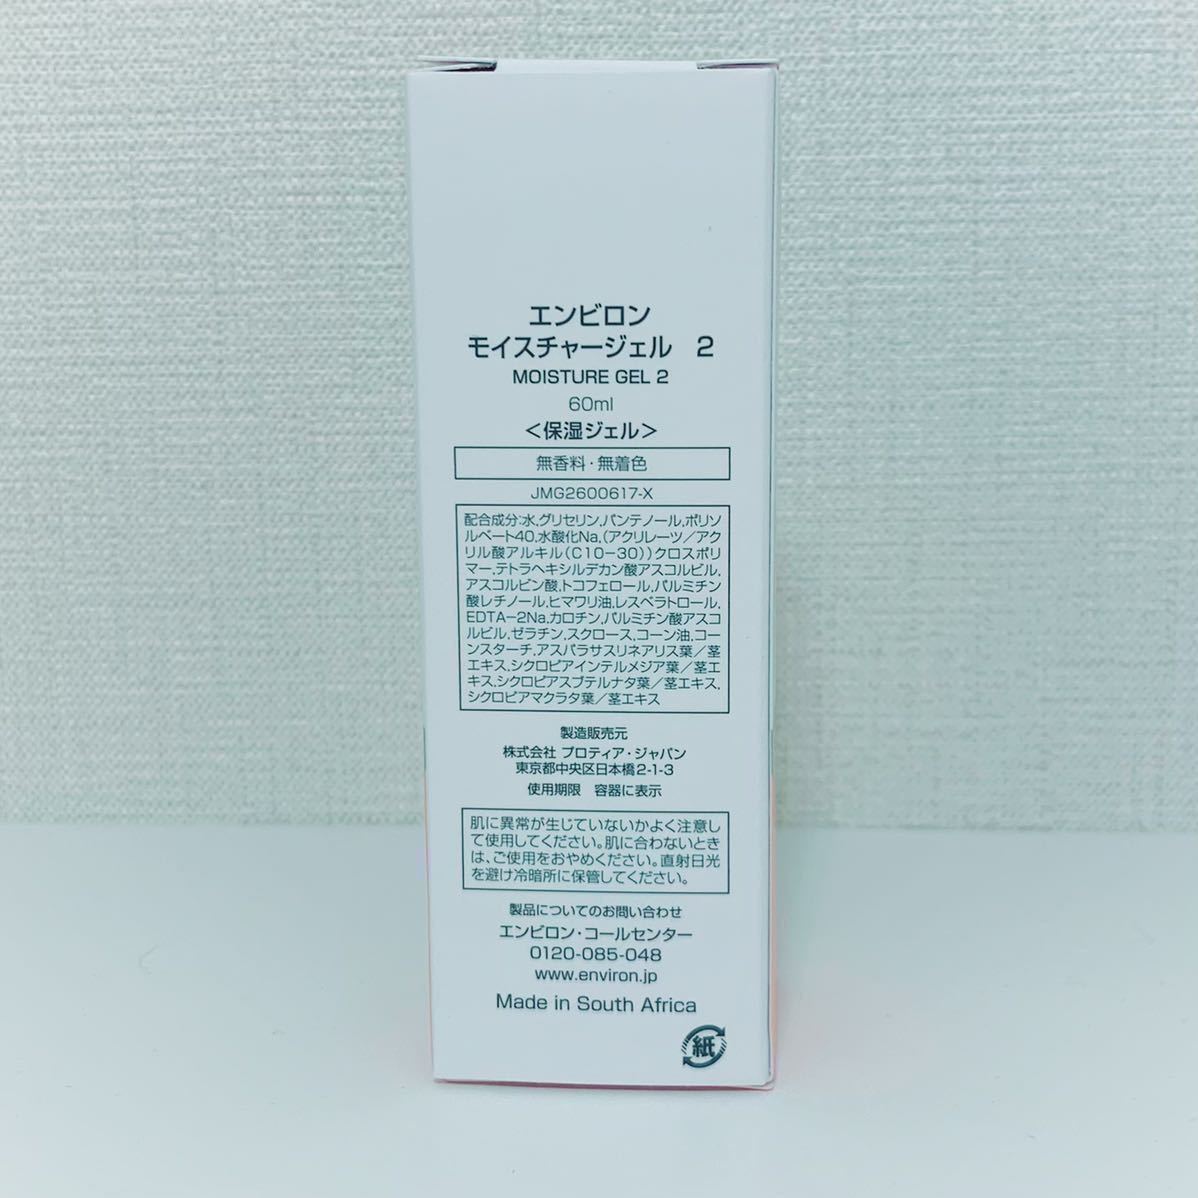 エンビロン
モイスチャージェル 2
MOISTURE GEL 2
60ml
<保湿ジェル>
無香料・無着色
JMG2600617-X
配合成分:水,グリセリン,パンテノール,ポリソ
ルベート40,水酸化Na,(アクリレーツ/アク
リル酸アルキル(C10-30))クロスポリ
マー,テトラヘキシルデカン酸アスコルビル,
アスコルビン酸,トコフェロール,パルミチン
酸レチノール,ヒマワリ油,レスベラトロール,
EDTA-2Na,カロチン,パルミチン酸アスコ
ルビル,ゼラチン,スクロース,コーン油,コー
ンスターチ,アスパラサスリネアリス葉/茎
エキス,シクロピアインテルメジア葉/茎エ
キス,シクロピアスブテルナタ葉/茎エキス,
シクロピアマクラタ葉/茎エキス
製造販売元
株式会社 プロティア・ジャパン
東京都中央区日本橋2-1-3
使用期限 容器に表示
肌に異常が生じていないかよく注意し
て使用してください。肌に合わないとき
は、ご使用をおやめください。直射日光
を避け冷暗所に保管してください。
製品についてのお問い合わせ
エンビロン・コールセンター
0120-085-048
www.environ.jp
Made in South Africa
紙